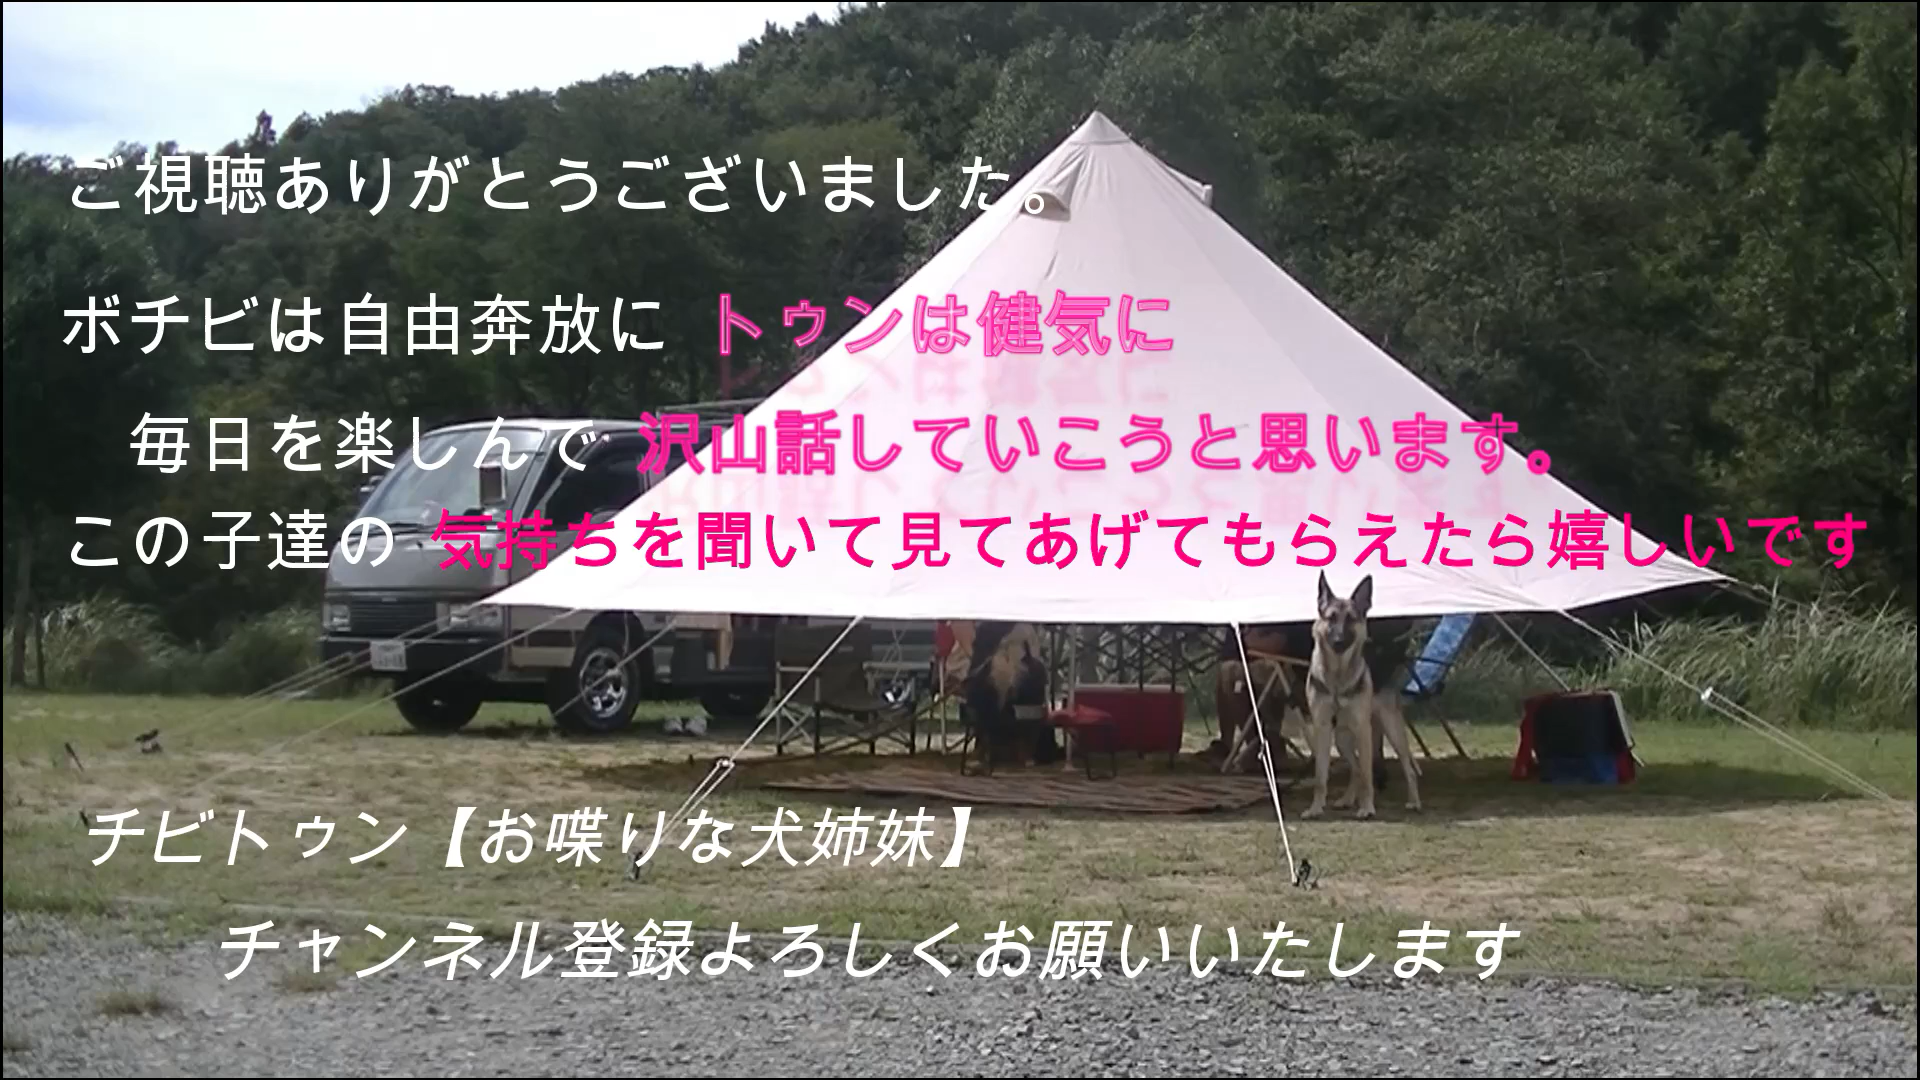 ご視聴ありがとうございました。
ボチビは自由奔放に トゥンは健気に
毎日を楽しんで 沢山話していこうと思います。
この子達の 気持ちを聞いて見てあげてもらえたら嬉しいです
チビトゥン【お喋りな犬姉妹】
チャンネル登録よろしくお願いいたします